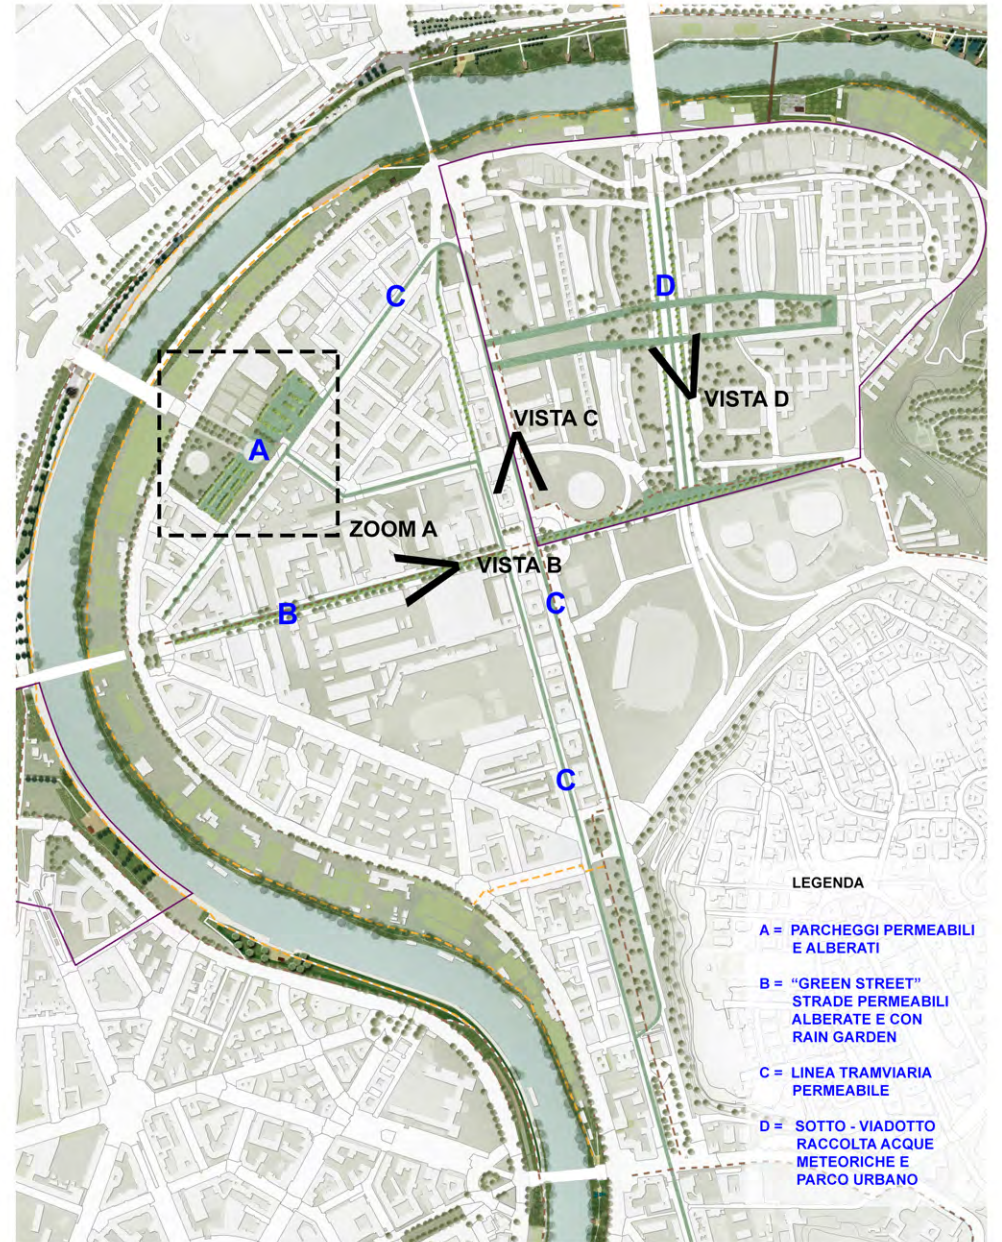 C
D
VISTA D
VISTA C
A
ZOOM A
VISTA B
C
B
C
LEGENDA
A = PARCHEGGI PERMEABILI
E ALBERATI
B = “GREEN STREET”
STRADE PERMEABILI
ALBERATE E CON
RAIN GARDEN
C = LINEA TRAMVIARIA
PERMEABILE
D = SOTTO - VIADOTTO
RACCOLTA ACQUE
METEORICHE E
PARCO URBANO